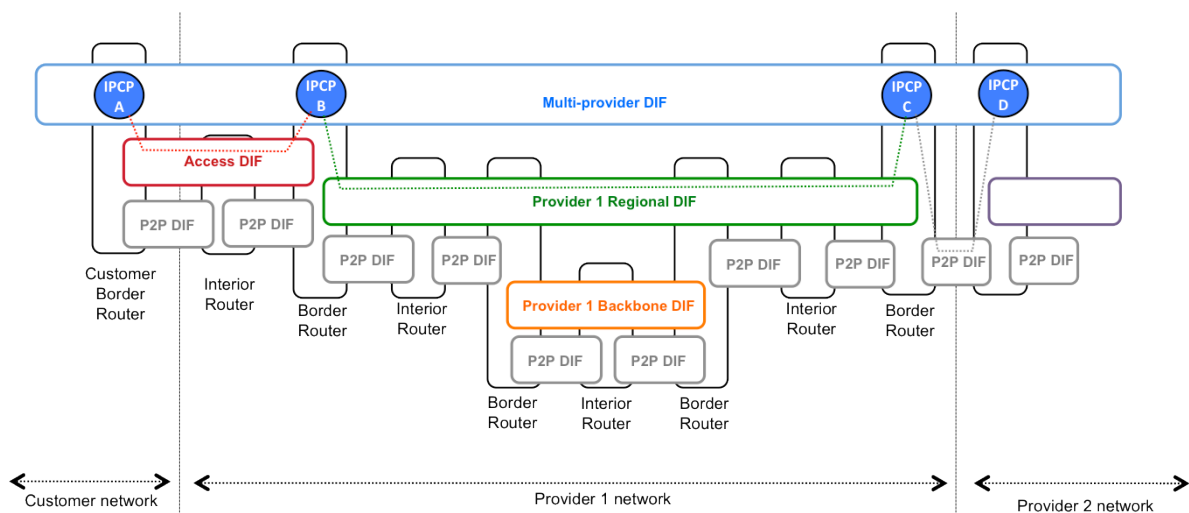 IPCP
A
IPCP
B
Multi-provider DIF
IPCP
C
IPCP
D
Access DIF
Provider 1 Regional DIF
P2P DIF
P2P DIF
P2P DIF
P2P DIF
P2P DIF
P2P DIF
P2P DIF
P2P DIF
Customer
Border
Router
Interior
Router
Border
Router
Interior
Router
Provider 1 Backbone DIF
Interior
Router
Border
Router
P2P DIF
P2P DIF
Border
Router
Interior
Router
Border
Router
Customer network
Provider 1 network
Provider 2 network